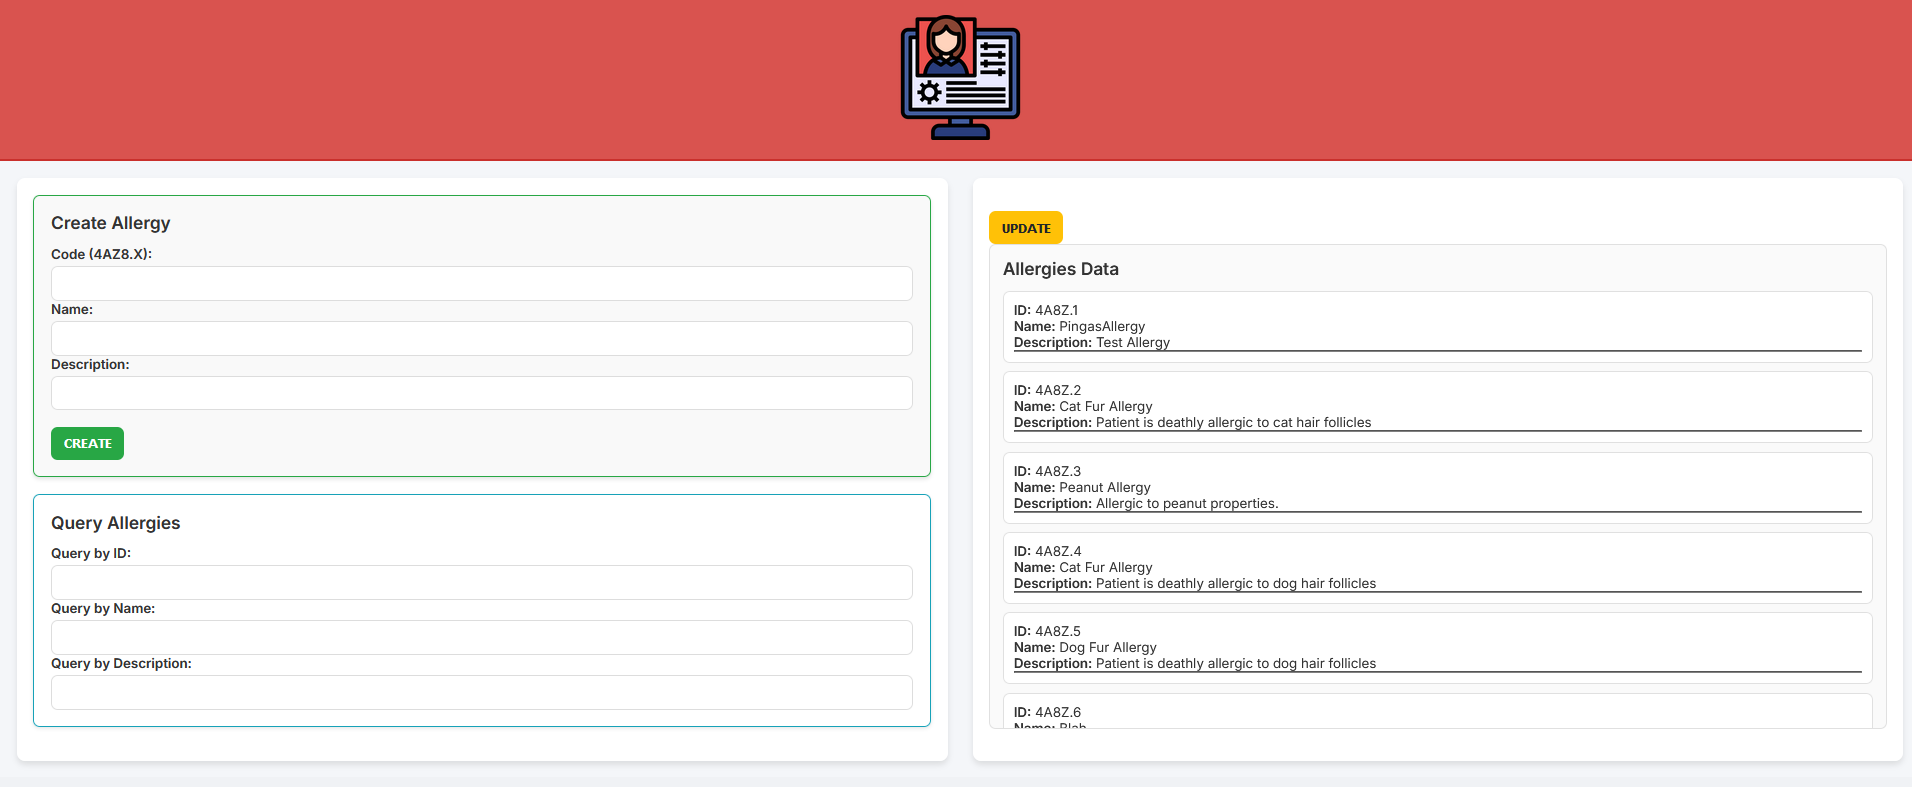 Create Allergy
Code (4AZ8.X):
Name:
Description:
CREATE
Query Allergies
Query by ID:
Query by Name:
Query by Description:
UPDATE
Allergies Data
ID: 4A8Z.1
Name: PingasAllergy
Description: Test Allergy
ID: 4A8Z.2
Name: Cat Fur Allergy
Description: Patient is deathly allergic to cat hair follicles
ID: 4A8Z.3
Name: Peanut Allergy
Description: Allergic to peanut properties.
ID: 4A8Z.4
Name: Cat Fur Allergy
Description: Patient is deathly allergic to dog hair follicles
ID: 4A8Z.5
Name: Dog Fur Allergy
Description: Patient is deathly allergic to dog hair follicles
ID: 4A8Z.6
Name: Blah